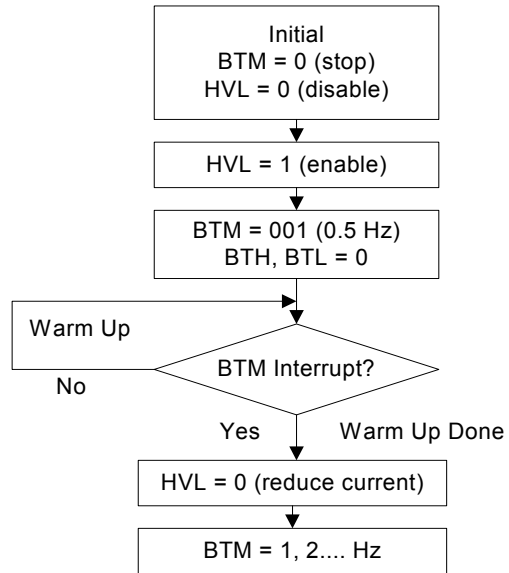 Initial
BTM = 0 (stop)
HVL = 0 (disable)
HVL = 1 (enable)
BTM = 001 (0.5 Hz)
BTH, BTL = 0
Warm Up
BTM Interrupt?
No
Yes Warm Up Done
HVL = 0 (reduce current)
BTM = 1, 2.... Hz